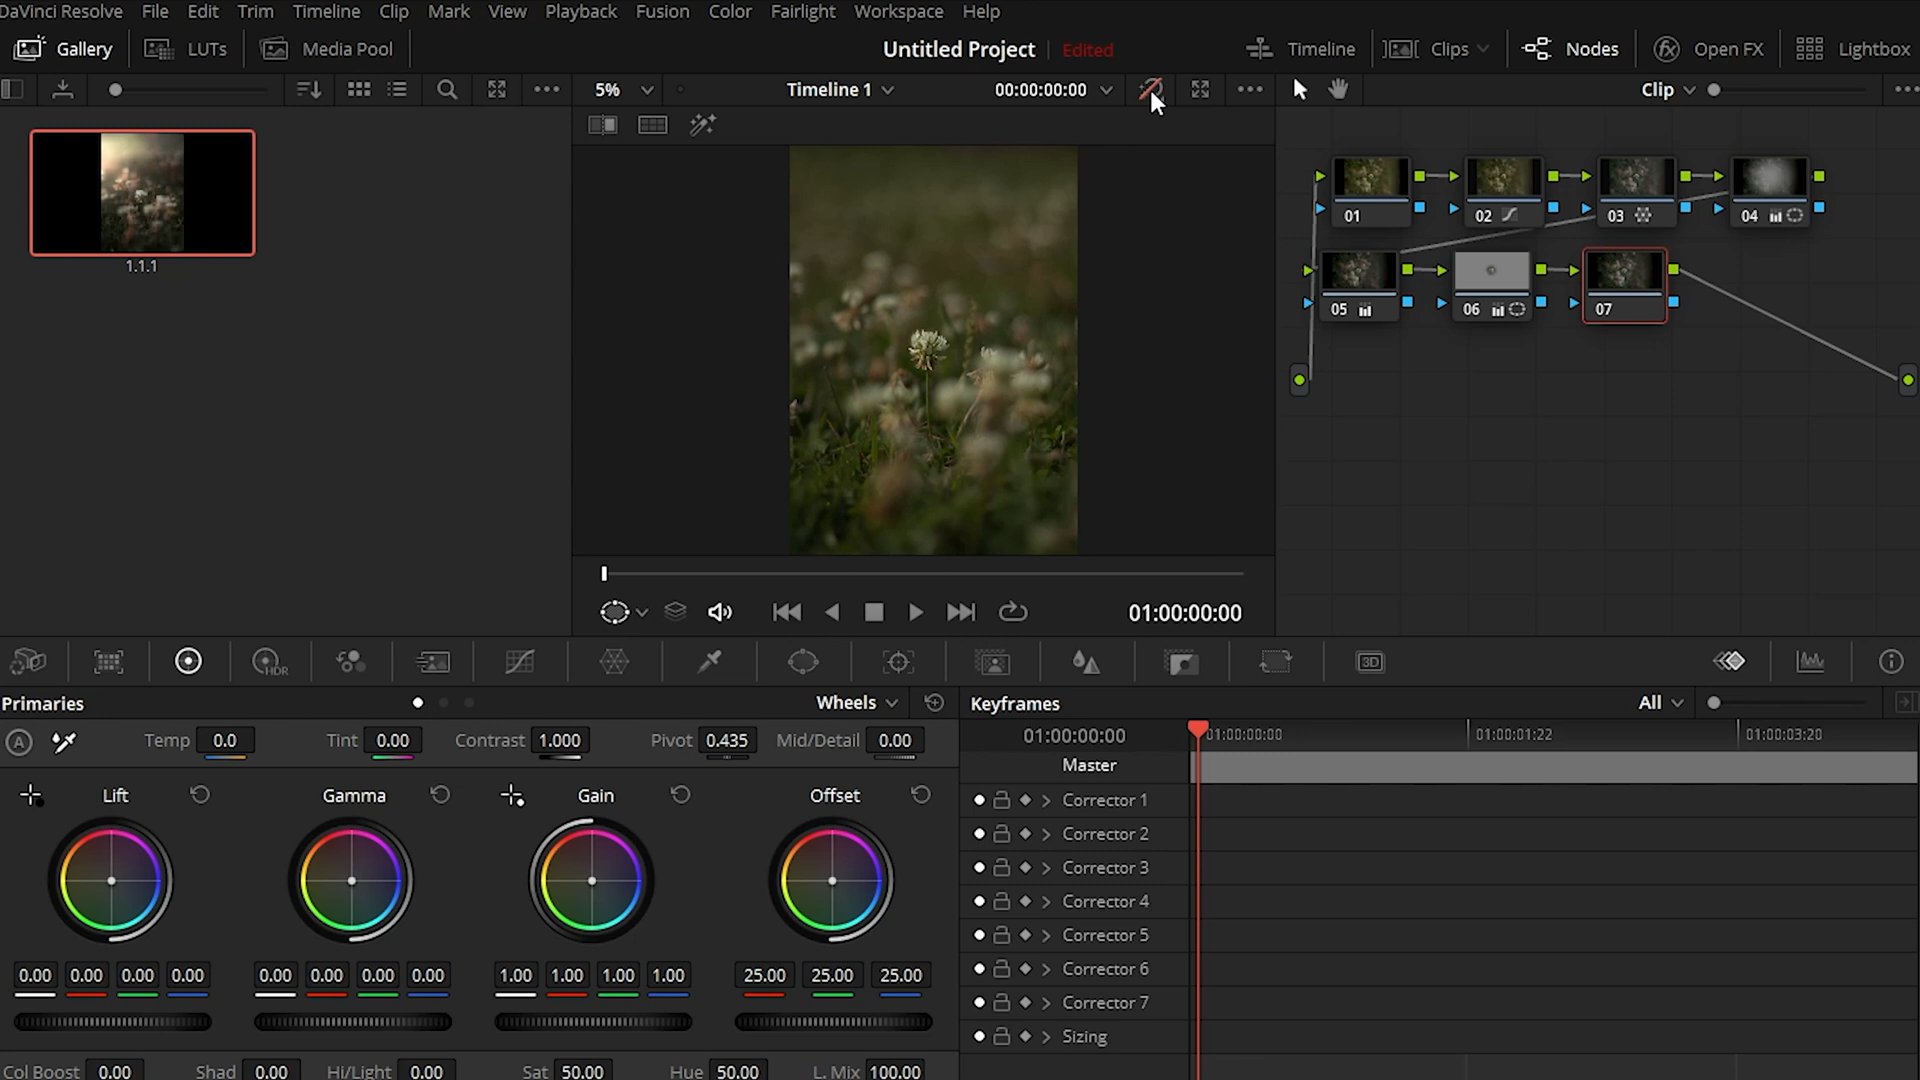 DaVinci Resolve File Edit Trim Timeline Clip Mark View Playback Fusion Color Fairlight Workspace Help
Gallery LUTs Media Pool Untitled Project Edited Timeline Clips Nodes Open FX Lightbox
5% Timeline 1 00:00:00:00 Clip
1.1.1
01 02 03 04
05 06 07
01:00:00:00
HDR 3D
Primaries Wheels Keyframes All
A Temp 0.0 Tint 0.00 Contrast 1.000 Pivot 0.435 Mid/Detail 0.00
01:00:00:00 01:00:00:00 01:00:01:22 01:00:03:20
Master
Lift Gamma Gain Offset
Corrector 1
Corrector 2
Corrector 3
Corrector 4
Corrector 5
Corrector 6
Corrector 7
Sizing
0.00 0.00 0.00 0.00 0.00 0.00 0.00 0.00 1.00 1.00 1.00 1.00 25.00 25.00 25.00
Col Boost 0.00 Shad 0.00 Hi/Light 0.00 Sat 50.00 Hue 50.00 L. Mix 100.00